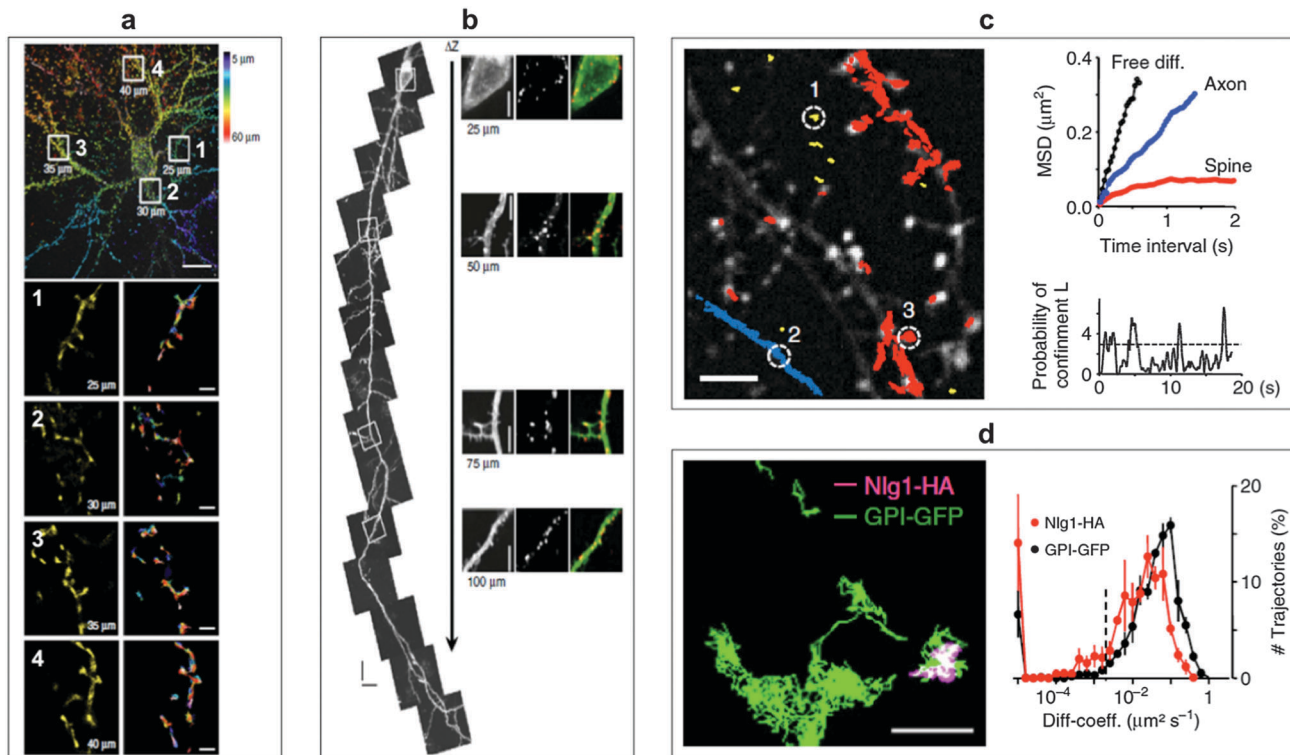 a
5 µm
60 µm
4
40 µm
3
35 µm
1
25 µm
2
30 µm
1
25 µm
2
30 µm
3
35 µm
4
40 µm
b
ΔZ
25 µm
50 µm
75 µm
100 µm
c
1
2
3
MSD (µm²)
0.4
0.2
0.0
Free diff.
Axon
Spine
0 1 2
Time interval (s)
Probability of
confinment L
6
4
2
0
0 10 20 (s)
d
Nlg1-HA
GPI-GFP
Nlg1-HA
GPI-GFP
20
10
0
# Trajectories (%)
10⁻⁴ 10⁻² 1
Diff-coeff. (µm² s⁻¹)